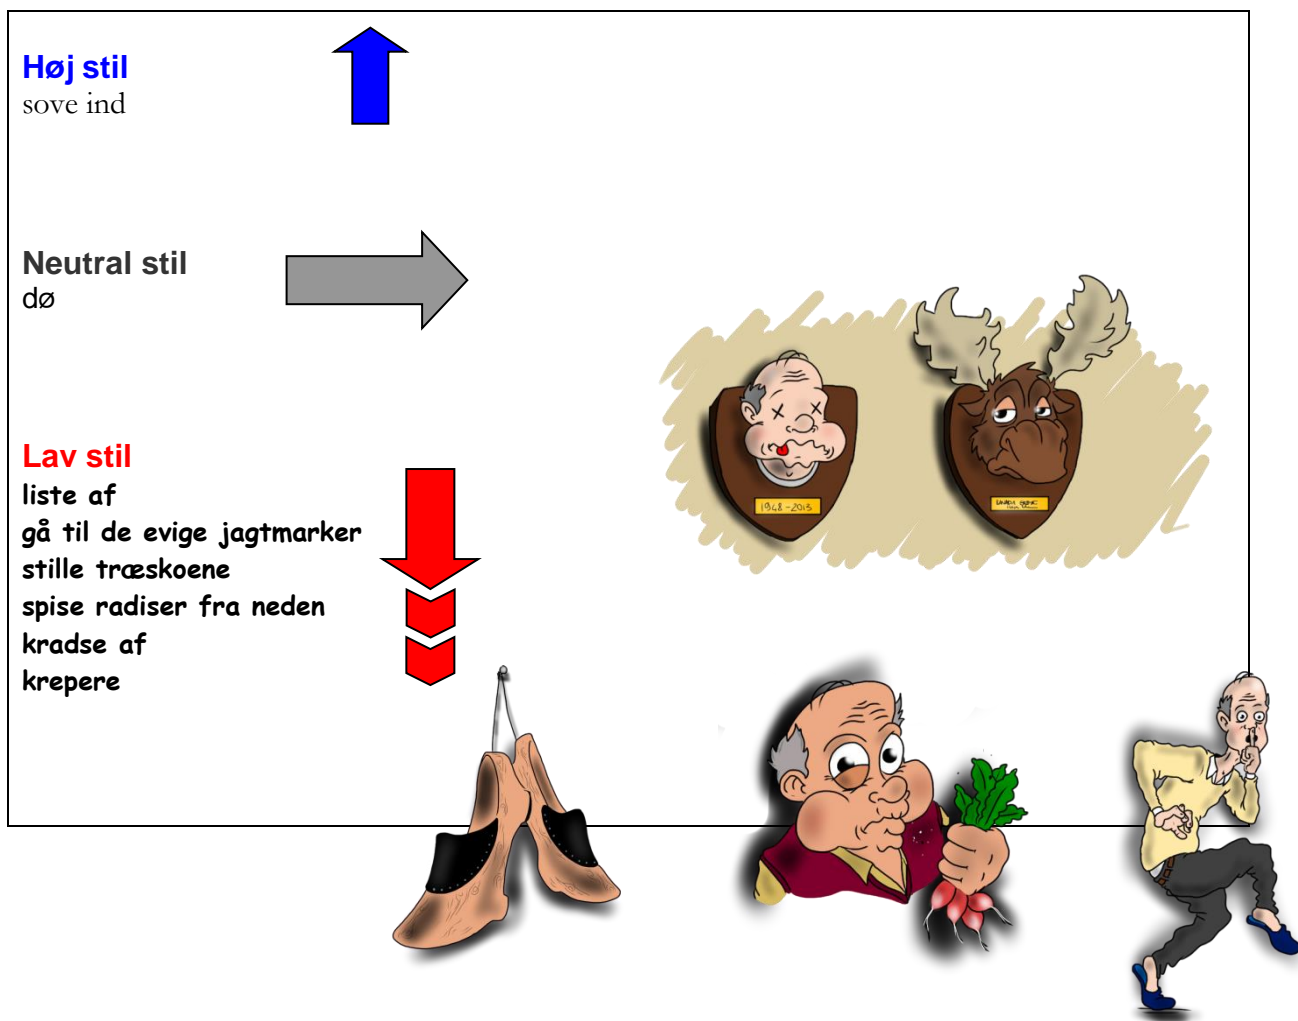 Høj stil
sove ind
Neutral stil
dø
Lav stil
liste af
gå til de evige jagtmarker
stille træskoene
spise radiser fra neden
kradse af
krepere
1948-2013